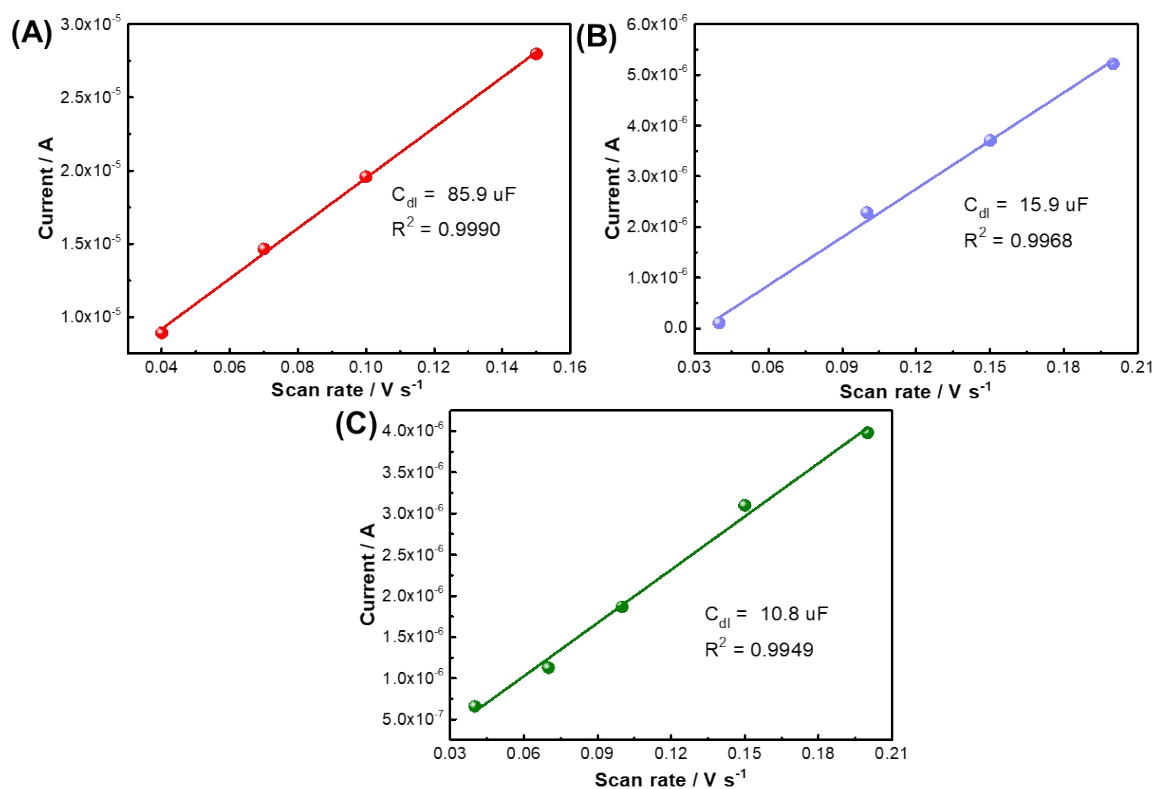 (A)
3.0x10⁻⁵
2.5x10⁻⁵
2.0x10⁻⁵
1.5x10⁻⁵
1.0x10⁻⁵
Current / A
C_dl = 85.9 uF
R² = 0.9990
0.04 0.06 0.08 0.10 0.12 0.14 0.16
Scan rate / V s⁻¹
(B)
6.0x10⁻⁶
5.0x10⁻⁶
4.0x10⁻⁶
3.0x10⁻⁶
2.0x10⁻⁶
1.0x10⁻⁶
0.0
Current / A
C_dl = 15.9 uF
R² = 0.9968
0.03 0.06 0.09 0.12 0.15 0.18 0.21
Scan rate / V s⁻¹
(C)
4.0x10⁻⁶
3.5x10⁻⁶
3.0x10⁻⁶
2.5x10⁻⁶
2.0x10⁻⁶
1.5x10⁻⁶
1.0x10⁻⁶
5.0x10⁻⁷
Current / A
C_dl = 10.8 uF
R² = 0.9949
0.03 0.06 0.09 0.12 0.15 0.18 0.21
Scan rate / V s⁻¹